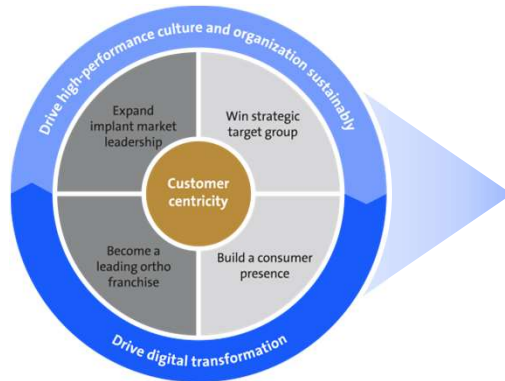 Drive high-performance culture and organization sustainably
Expand
implant market
leadership
Win strategic
target group
Customer
centricity
Become a
leading ortho
franchise
Build a consumer
presence
Drive digital transformation